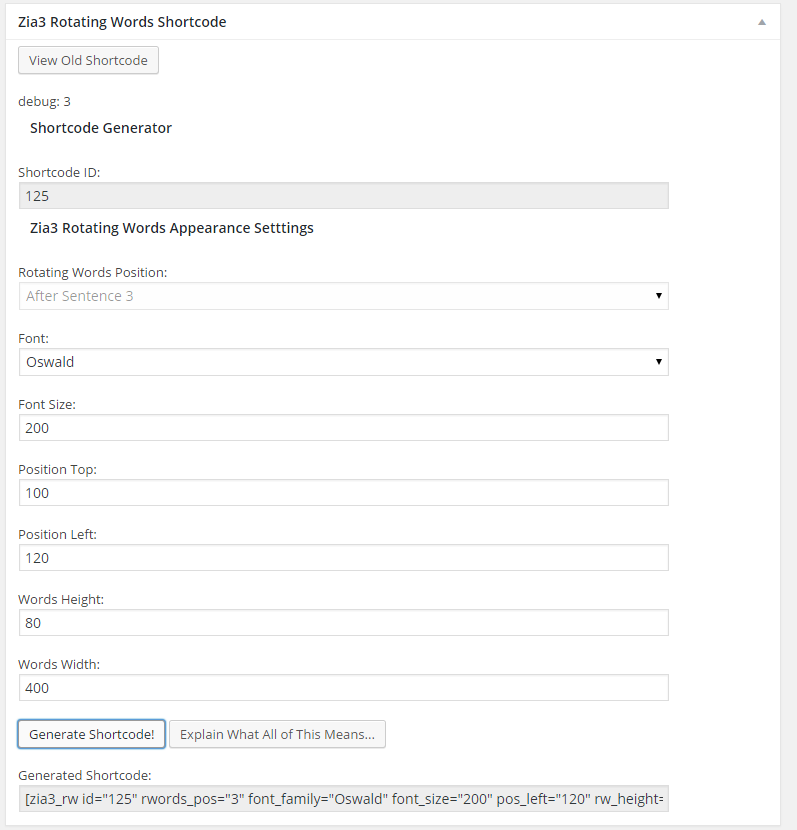 Zia3 Rotating Words Shortcode
View Old Shortcode
debug: 3
Shortcode Generator
Shortcode ID:
125
Zia3 Rotating Words Appearance Setttings
Rotating Words Position:
After Sentence 3
Font:
Oswald
Font Size:
200
Position Top:
100
Position Left:
120
Words Height:
80
Words Width:
400
Generate Shortcode! Explain What All of This Means...
Generated Shortcode:
[zia3_rw id="125" rwords_pos="3" font_family="Oswald" font_size="200" pos_left="120" rw_height=